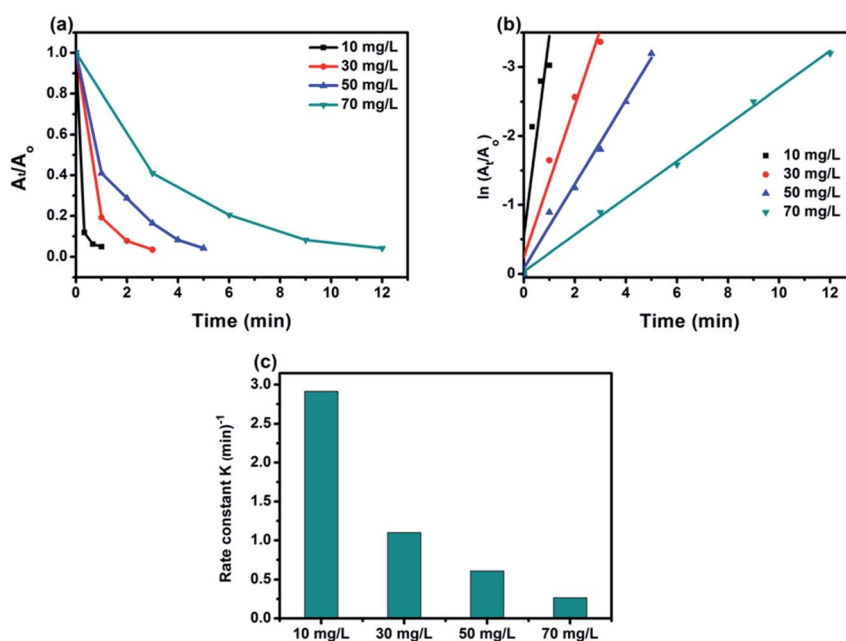 (a)
10 mg/L
30 mg/L
50 mg/L
70 mg/L
1.0
0.8
0.6
0.4
0.2
0.0
Aₜ/Aₒ
0 2 4 6 8 10 12
Time (min)
(b)
-3
-2
-1
0
ln (Aₜ/Aₒ)
10 mg/L
30 mg/L
50 mg/L
70 mg/L
0 2 4 6 8 10 12
Time (min)
(c)
3.0
2.5
2.0
1.5
1.0
0.5
0.0
Rate constant K (min)⁻¹
10 mg/L 30 mg/L 50 mg/L 70 mg/L